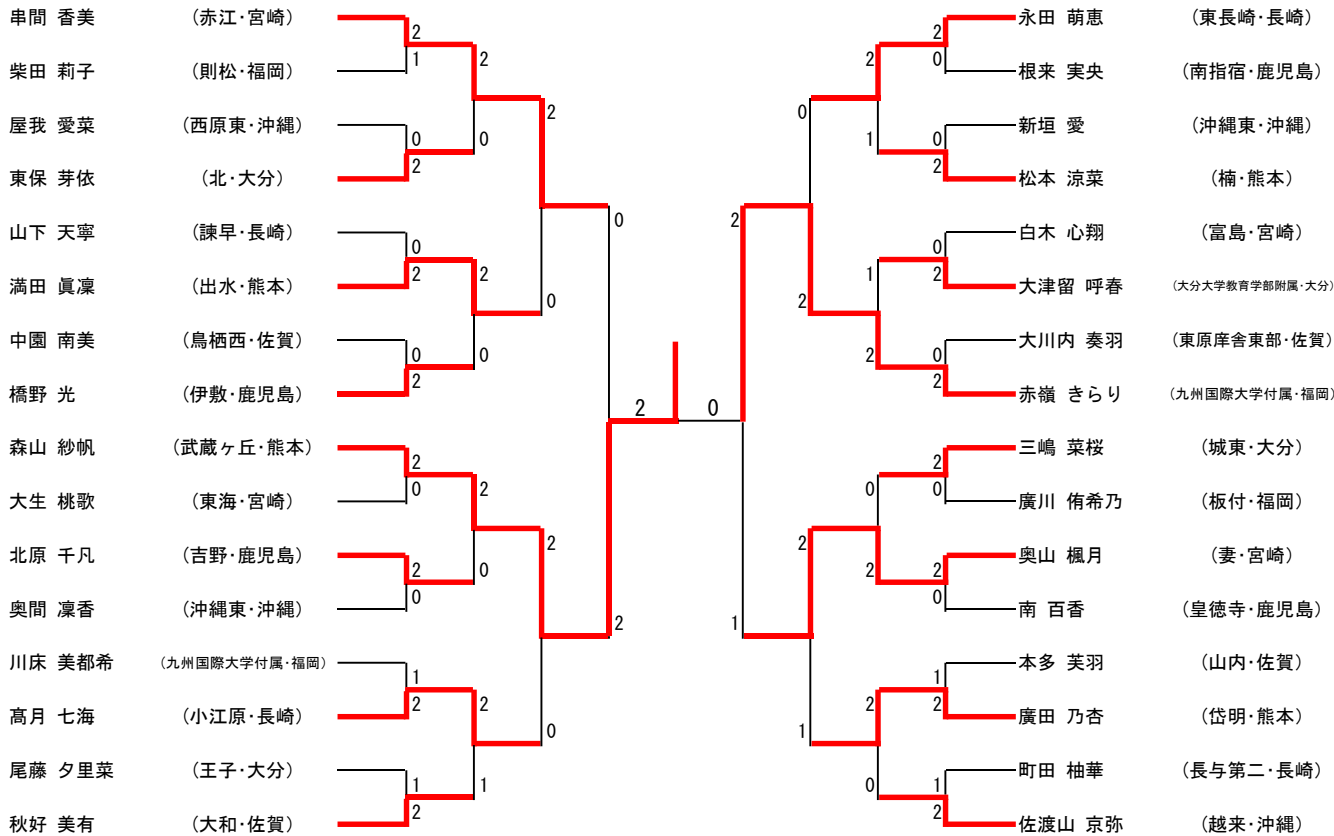 串間 香美 (赤江・宮崎)
柴田 莉子 (則松・福岡)
屋我 愛菜 (西原東・沖縄)
東保 芽依 (北・大分)
山下 天寧 (諫早・長崎)
満田 眞凜 (出水・熊本)
中園 南美 (鳥栖西・佐賀)
橋野 光 (伊敷・鹿児島)
森山 紗帆 (武蔵ヶ丘・熊本)
大生 桃歌 (東海・宮崎)
北原 千凡 (吉野・鹿児島)
奥間 凜香 (沖縄東・沖縄)
川床 美都希 (九州国際大学付属・福岡)
髙月 七海 (小江原・長崎)
尾藤 夕里菜 (王子・大分)
秋好 美有 (大和・佐賀)
2
1
0
2
0
2
0
2
2
0
2
0
1
2
1
2
2
0
2
0
2
0
2
1
2
0
2
0
0
2
2
0
2
1
0
2
2
1
2
1
1
2
0
2
2
0
2
0
2
0
0
2
0
2
0
2
2
0
2
0
1
2
1
2
永田 萌恵 (東長崎・長崎)
根来 実央 (南指宿・鹿児島)
新垣 愛 (沖縄東・沖縄)
松本 涼菜 (楠・熊本)
白木 心翔 (富島・宮崎)
大津留 呼春 (大分大学教育学部附属・大分)
大川内 奏羽 (東原庠舎東部・佐賀)
赤嶺 きらり (九州国際大学付属・福岡)
三嶋 菜桜 (城東・大分)
廣川 侑希乃 (板付・福岡)
奥山 楓月 (妻・宮崎)
南 百香 (皇徳寺・鹿児島)
本多 芙羽 (山内・佐賀)
廣田 乃杏 (岱明・熊本)
町田 柚華 (長与第二・長崎)
佐渡山 京弥 (越来・沖縄)